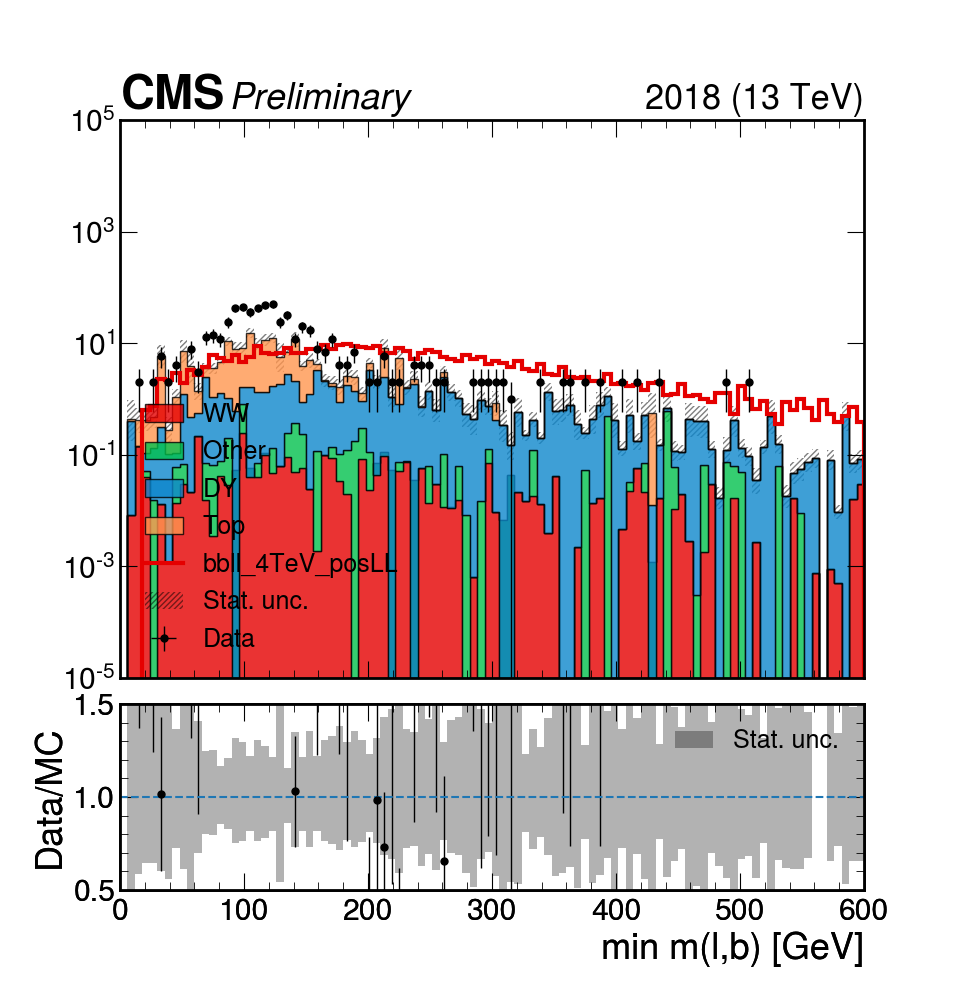 CMS Preliminary 2018 (13 TeV)
10^5
10^3
10^1
10^-1
10^-3
10^-5
WW
Other
DY
Top
bbll_4TeV_posLL
Stat. unc.
Data
1.5
1.0
0.5
Data/MC
Stat. unc.
0 100 200 300 400 500 600
min m(l,b) [GeV]